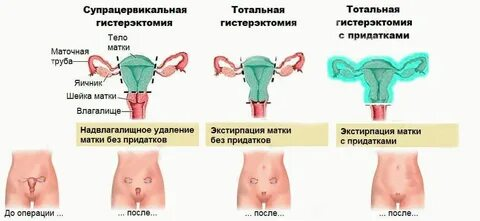 Супрацервикальная
гистерэктомия
Тотальная
гистерэктомия
Тотальная
гистерэктомия
с придатками
Тело
матки
Маточная
труба
Яичник
Шейка матки
Влагалище
Надвлагалищное удаление
матки без придатков
Экстирпация матки
без придатков
Экстирпация матки
с придатками
До операции ...
... после...
... после...
... после...